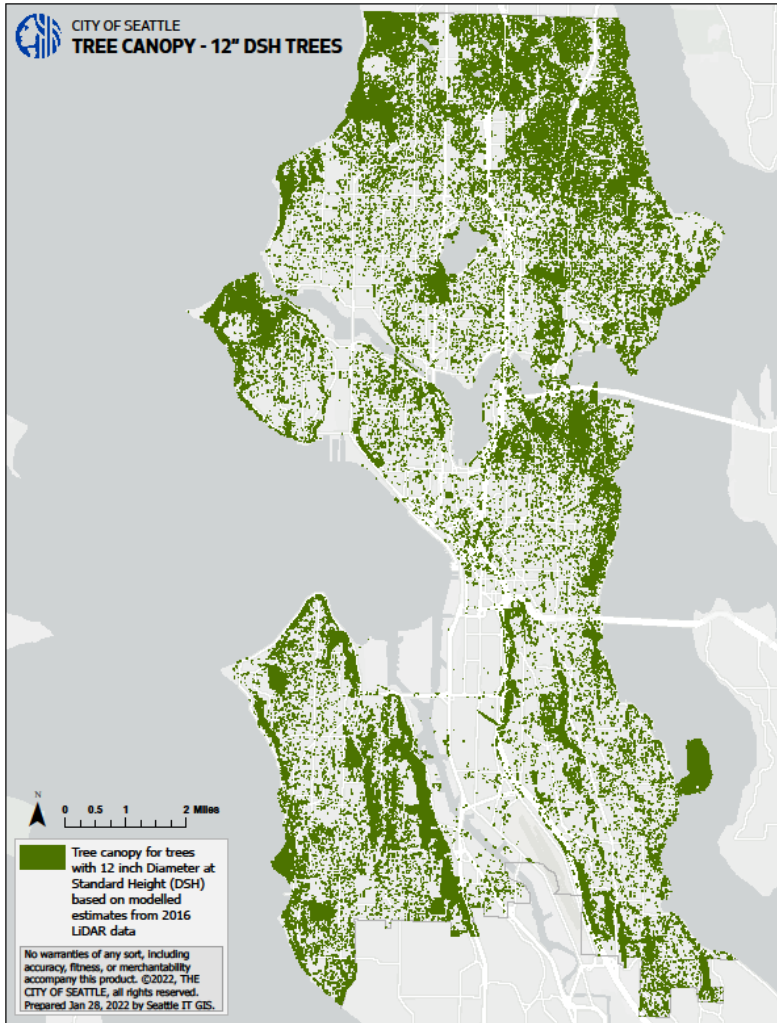 CITY OF SEATTLE
TREE CANOPY - 12" DSH TREES
N
0 0.5 1 2 Miles
Tree canopy for trees
with 12 inch Diameter at
Standard Height (DSH)
based on modelled
estimates from 2016
LiDAR data
No warranties of any sort, including
accuracy, fitness, or merchantability
accompany this product. ©2022, THE
CITY OF SEATTLE, all rights reserved.
Prepared Jan 28, 2022 by Seattle IT GIS.